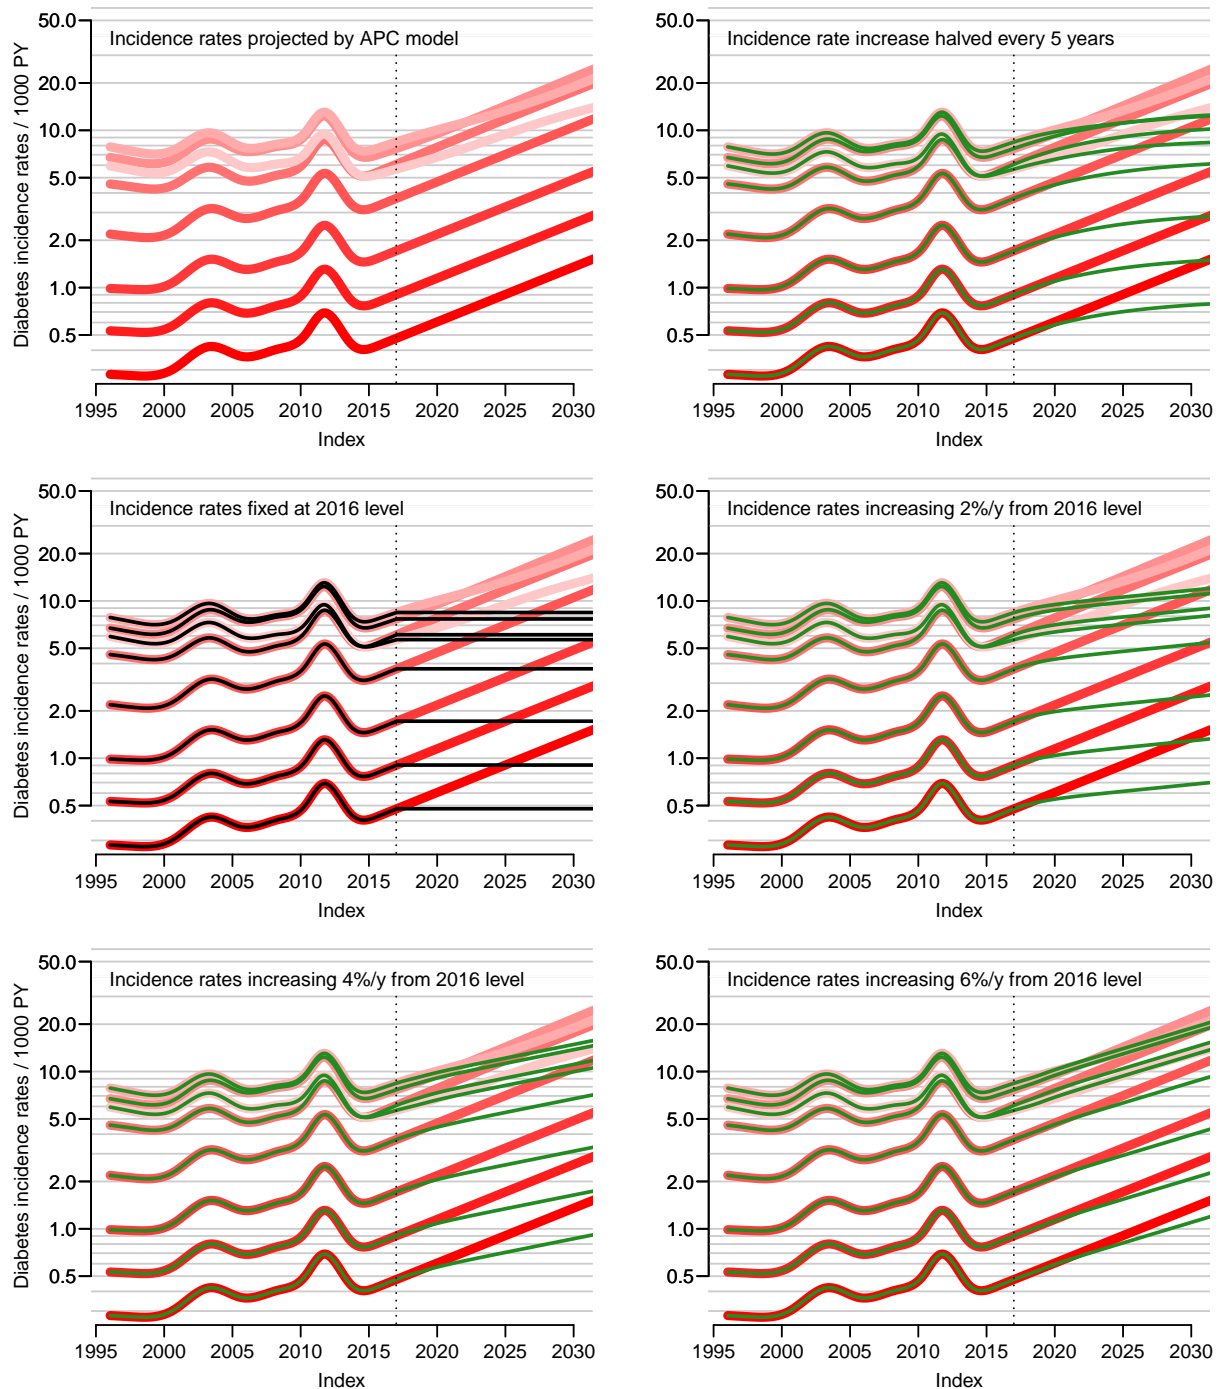 Incidence rates projected by APC model
Diabetes incidence rates / 1000 PY
50.0
20.0
10.0
5.0
2.0
1.0
0.5
1995 2000 2005 2010 2015 2020 2025 2030
Index
Incidence rate increase halved every 5 years
50.0
20.0
10.0
5.0
2.0
1.0
0.5
1995 2000 2005 2010 2015 2020 2025 2030
Index
Incidence rates fixed at 2016 level
Diabetes incidence rates / 1000 PY
50.0
20.0
10.0
5.0
2.0
1.0
0.5
1995 2000 2005 2010 2015 2020 2025 2030
Index
Incidence rates increasing 2%/y from 2016 level
50.0
20.0
10.0
5.0
2.0
1.0
0.5
1995 2000 2005 2010 2015 2020 2025 2030
Index
Incidence rates increasing 4%/y from 2016 level
Diabetes incidence rates / 1000 PY
50.0
20.0
10.0
5.0
2.0
1.0
0.5
1995 2000 2005 2010 2015 2020 2025 2030
Index
Incidence rates increasing 6%/y from 2016 level
50.0
20.0
10.0
5.0
2.0
1.0
0.5
1995 2000 2005 2010 2015 2020 2025 2030
Index